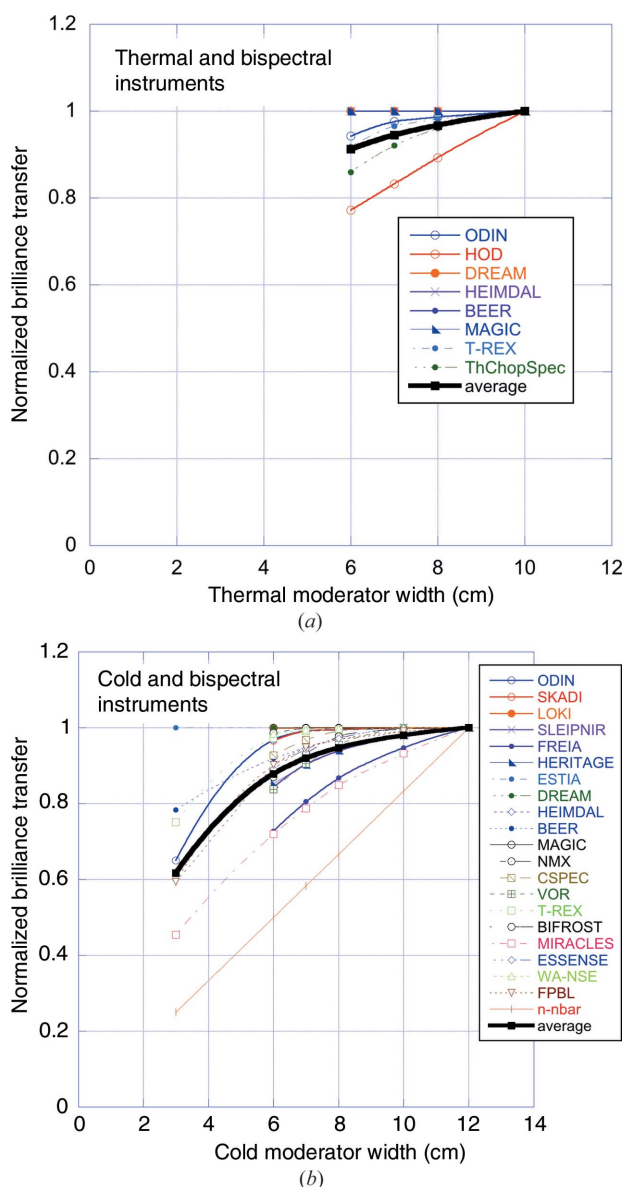 1.2
Thermal and bispectral
instruments
1
0.8
0.6
0.4
0.2
0
Normalized brilliance transfer
ODIN
HOD
DREAM
HEIMDAL
BEER
MAGIC
T-REX
ThChopSpec
average
0 2 4 6 8 10 12
Thermal moderator width (cm)
(a)
1.2
Cold and bispectral
instruments
1
0.8
0.6
0.4
0.2
0
Normalized brilliance transfer
ODIN
SKADI
LOKI
SLEIPNIR
FREIA
HERITAGE
ESTIA
DREAM
HEIMDAL
BEER
MAGIC
NMX
CSPEC
VOR
T-REX
BIFROST
MIRACLES
ESSENSE
WA-NSE
FPBL
n-nbar
average
0 2 4 6 8 10 12 14
Cold moderator width (cm)
(b)